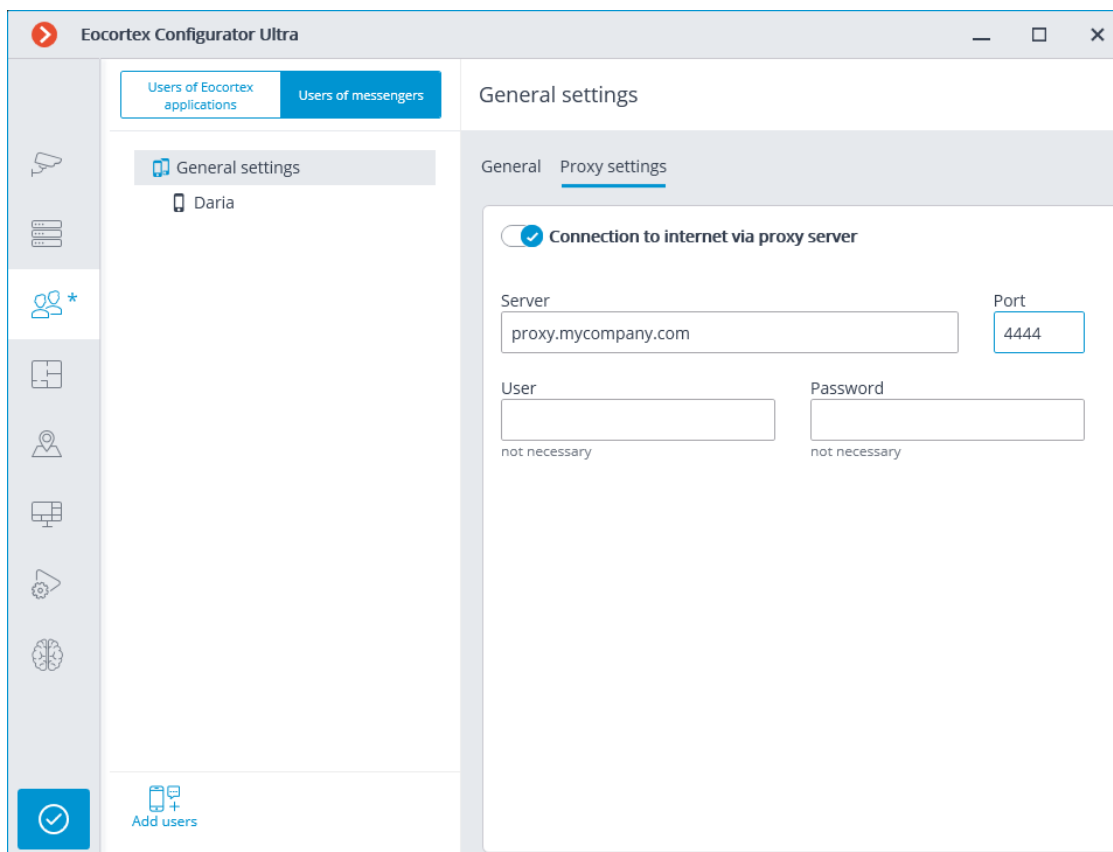 Eocortex Configurator Ultra
Users of Eocortex
applications
Users of messengers
General settings
Daria
Add users
General settings
General Proxy settings
Connection to internet via proxy server
Server Port
proxy.mycompany.com 4444
User Password
not necessary not necessary